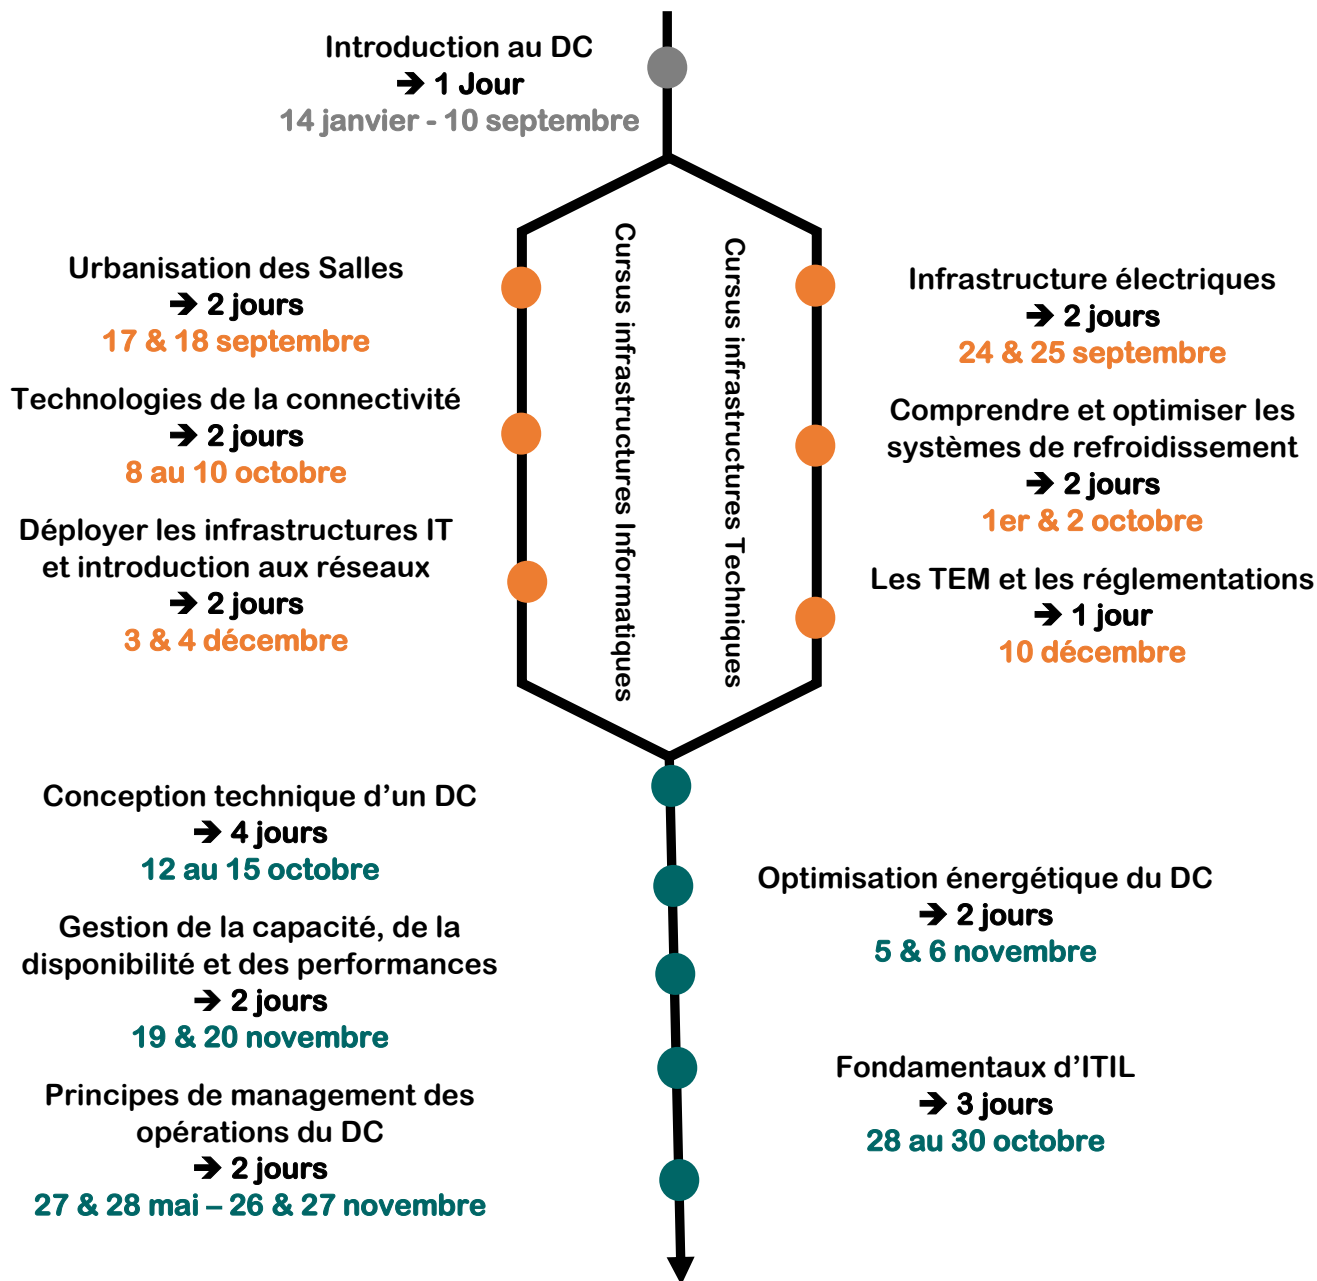 Introduction au DC
➔ 1 Jour
14 janvier - 10 septembre
Cursus infrastructures Informatiques
Cursus infrastructures Techniques
Urbanisation des Salles
➔ 2 jours
17 & 18 septembre
Technologies de la connectivité
➔ 2 jours
8 au 10 octobre
Déployer les infrastructures IT
et introduction aux réseaux
➔ 2 jours
3 & 4 décembre
Infrastructure électriques
➔ 2 jours
24 & 25 septembre
Comprendre et optimiser les
systèmes de refroidissement
➔ 2 jours
1er & 2 octobre
Les TEM et les réglementations
➔ 1 jour
10 décembre
Conception technique d’un DC
➔ 4 jours
12 au 15 octobre
Optimisation énergétique du DC
➔ 2 jours
5 & 6 novembre
Gestion de la capacité, de la
disponibilité et des performances
➔ 2 jours
19 & 20 novembre
Fondamentaux d’ITIL
➔ 3 jours
28 au 30 octobre
Principes de management des
opérations du DC
➔ 2 jours
27 & 28 mai – 26 & 27 novembre